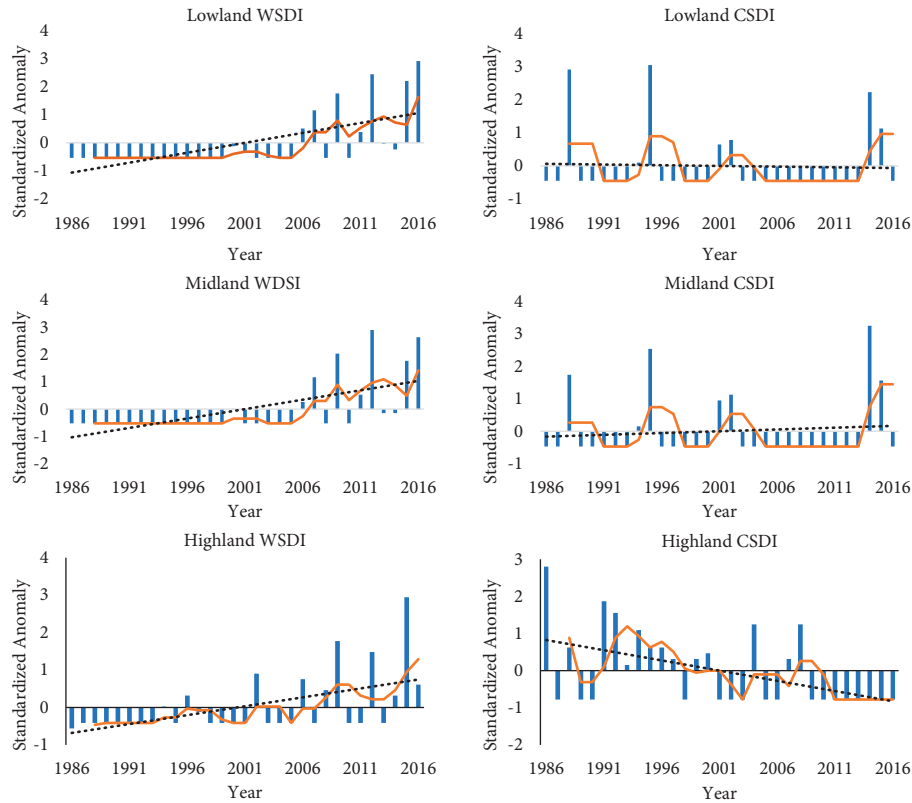 Lowland WSDI
Standardized Anomaly
4
3
2
1
0
-1
-2
1986 1991 1996 2001 2006 2011 2016
Year
Lowland CSDI
Standardized Anomaly
4
3
2
1
0
-1
1986 1991 1996 2001 2006 2011 2016
Year
Midland WDSI
Standardized Anomaly
4
3
2
1
0
-1
-2
1986 1991 1996 2001 2006 2011 2016
Year
Midland CSDI
Standardized Anomaly
4
3
2
1
0
-1
1986 1991 1996 2001 2006 2011 2016
Year
Highland WSDI
Standardized Anomaly
4
3
2
1
0
-1
1986 1991 1996 2001 2006 2011 2016
Year
Highland CSDI
Standardized Anomaly
3
2
1
0
-1
-2
1986 1991 1996 2001 2006 2011 2016
Year